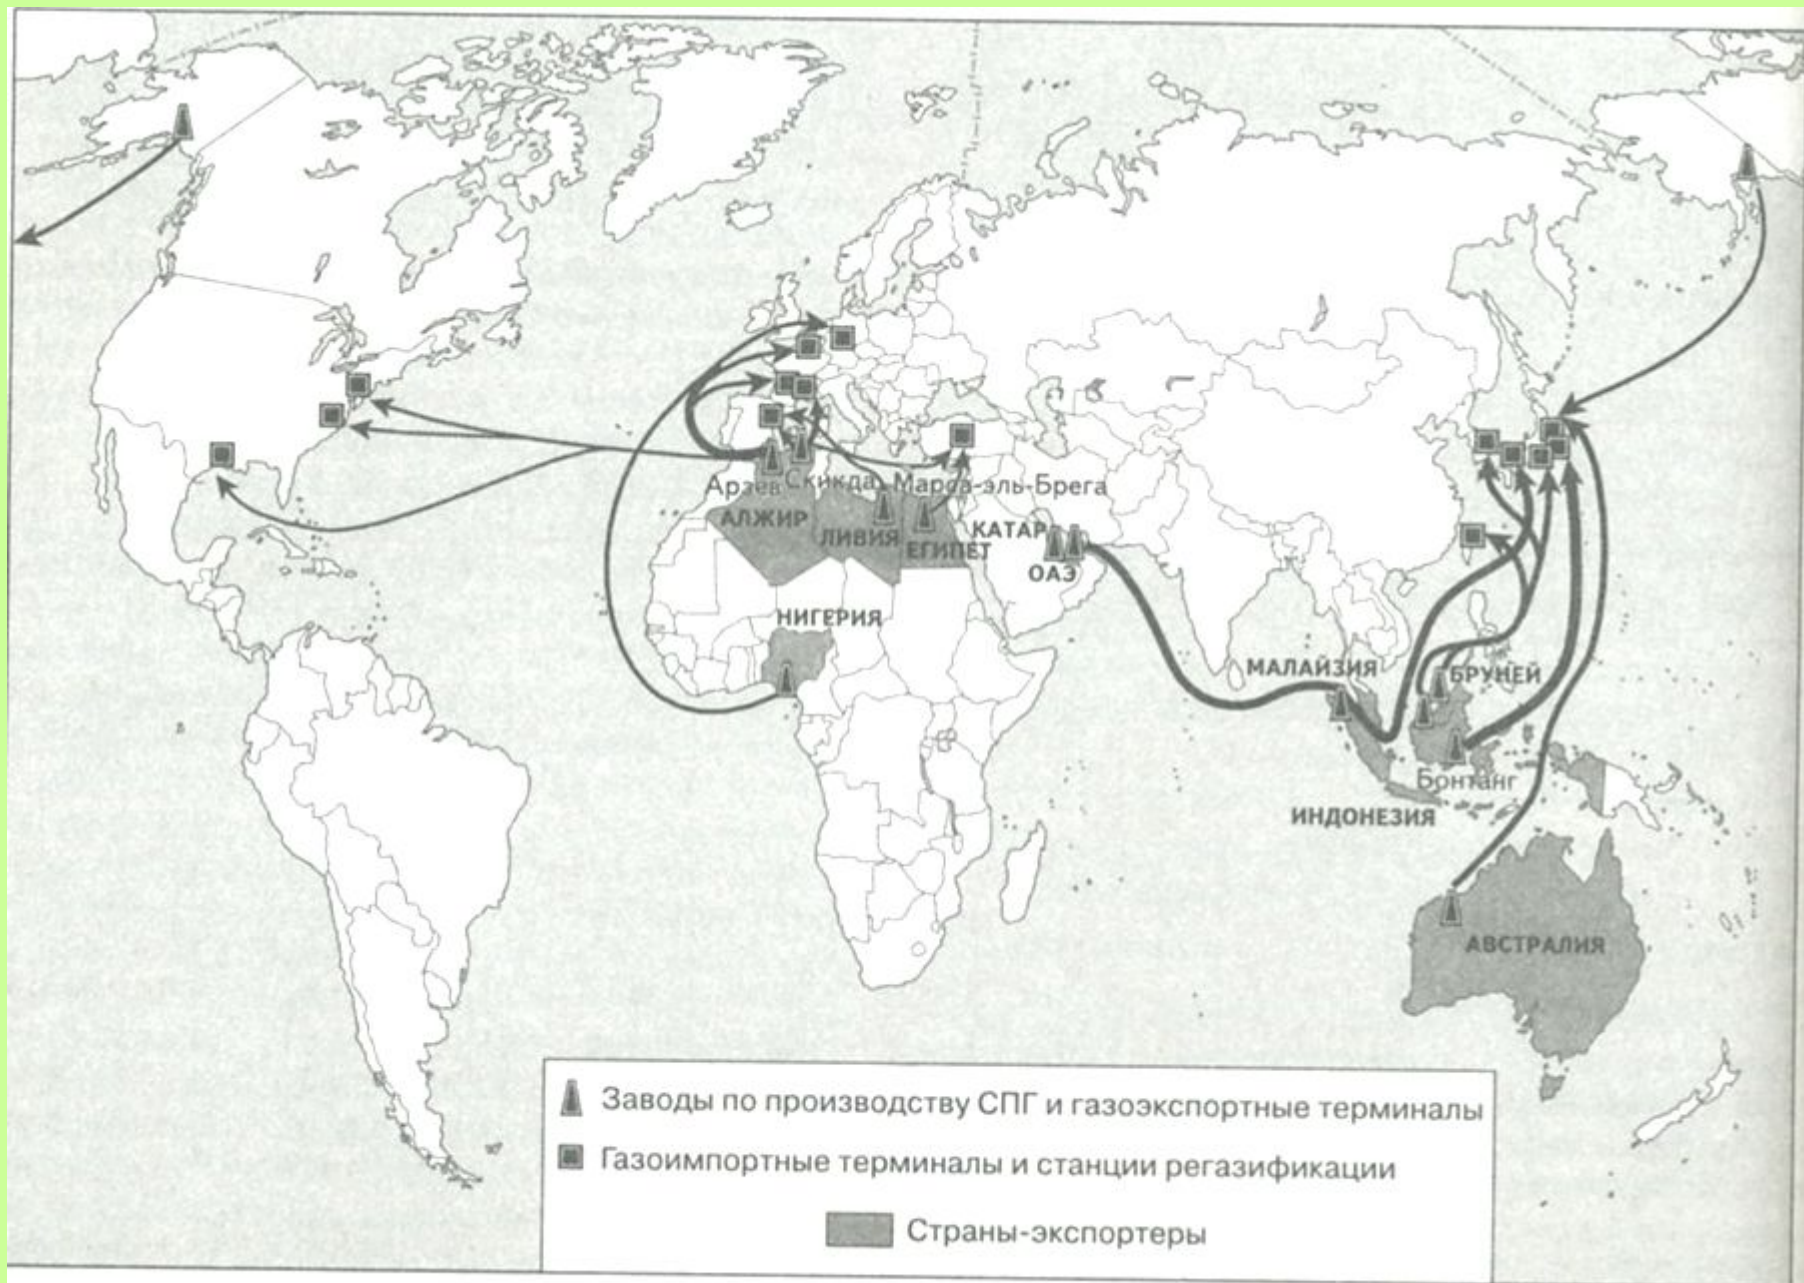 Арзев Скикда Марса-эль-Брега
АЛЖИР
ЛИВИЯ
ЕГИПЕТ
КАТАР
ОАЭ
НИГЕРИЯ
МАЛАЙЗИЯ
БРУНЕЙ
Бонтанг
ИНДОНЕЗИЯ
АВСТРАЛИЯ
Заводы по производству СПГ и газоэкспортные терминалы
Газоимпортные терминалы и станции регазификации
Страны-экспортеры